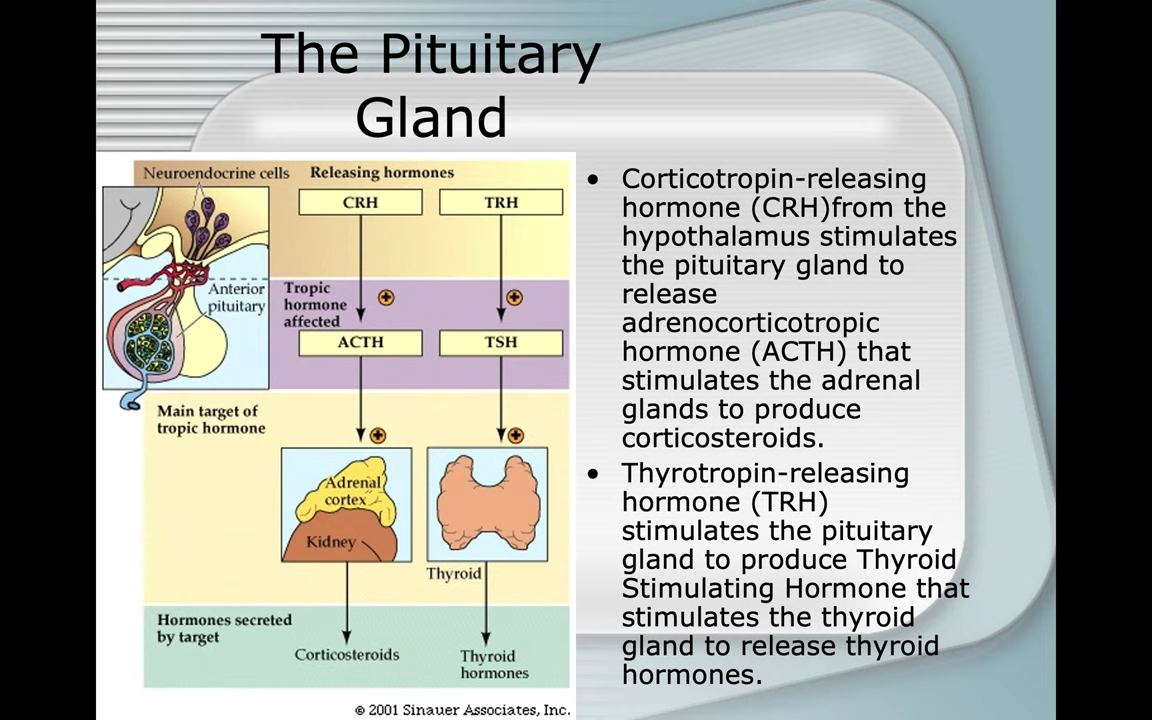 The Pituitary
Gland
Neuroendocrine cells
Releasing hormones
CRH
TRH
Anterior
pituitary
Tropic
hormone
affected
+
+
ACTH
TSH
Main target of
tropic hormone
+
+
Adrenal
cortex
Kidney
Thyroid
Hormones secreted
by target
Corticosteroids
Thyroid
hormones
© 2001 Sinauer Associates, Inc.
• Corticotropin-releasing
hormone (CRH)from the
hypothalamus stimulates
the pituitary gland to
release
adrenocorticotropic
hormone (ACTH) that
stimulates the adrenal
glands to produce
corticosteroids.
• Thyrotropin-releasing
hormone (TRH)
stimulates the pituitary
gland to produce Thyroid
Stimulating Hormone that
stimulates the thyroid
gland to release thyroid
hormones.